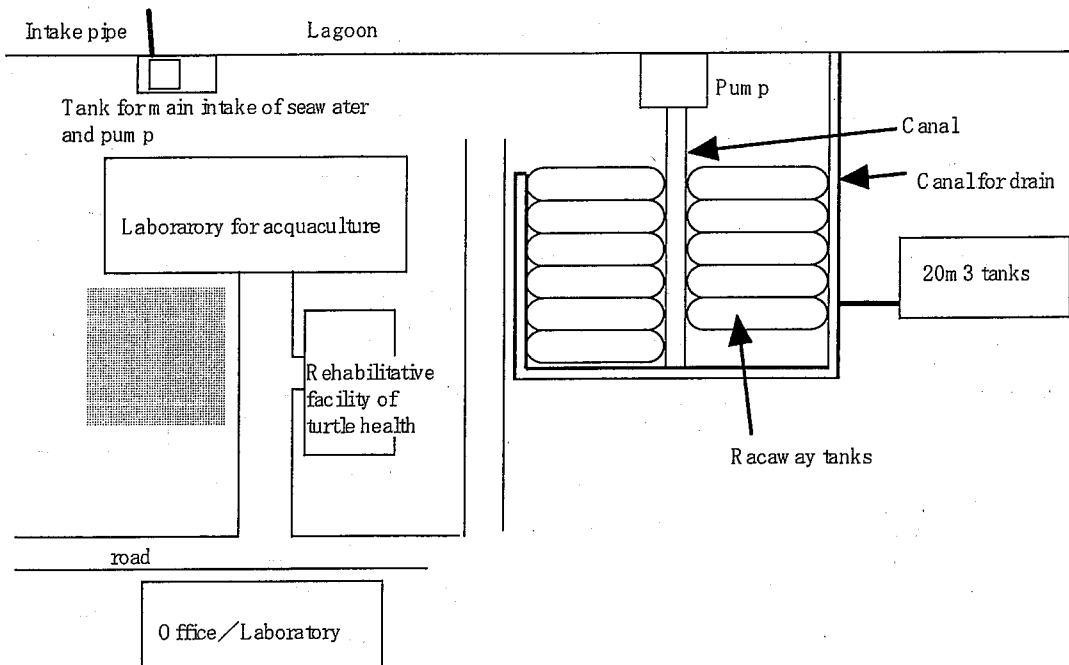 Intake pipe
Lagoon
Tank for main intake of seawater
and pump
Pump
Canal
Canal for drain
Laborarory for acquaculture
20m3 tanks
Rehabilitative
facility of
turtle health
Racaway tanks
road
Office／Laboratory